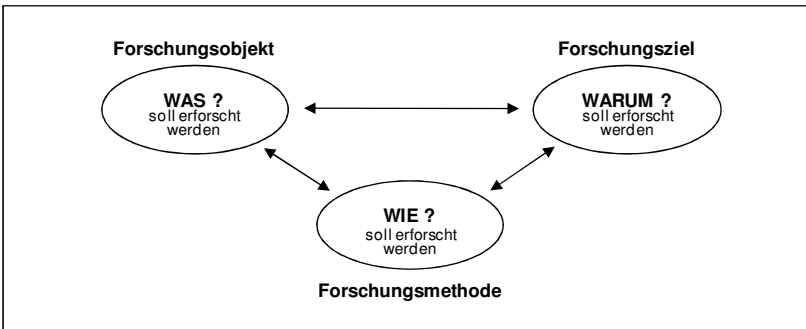 Forschungsobjekt
WAS ?
soll erforscht
werden
Forschungsziel
WARUM ?
soll erforscht
werden
WIE ?
soll erforscht
werden
Forschungsmethode